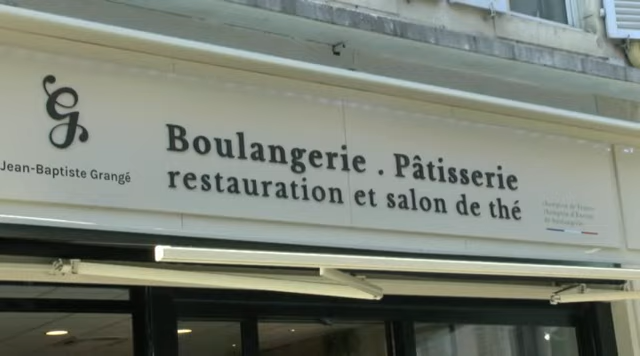 Jean-Baptiste Grangé
Boulangerie . Pâtisserie
restauration et salon de thé